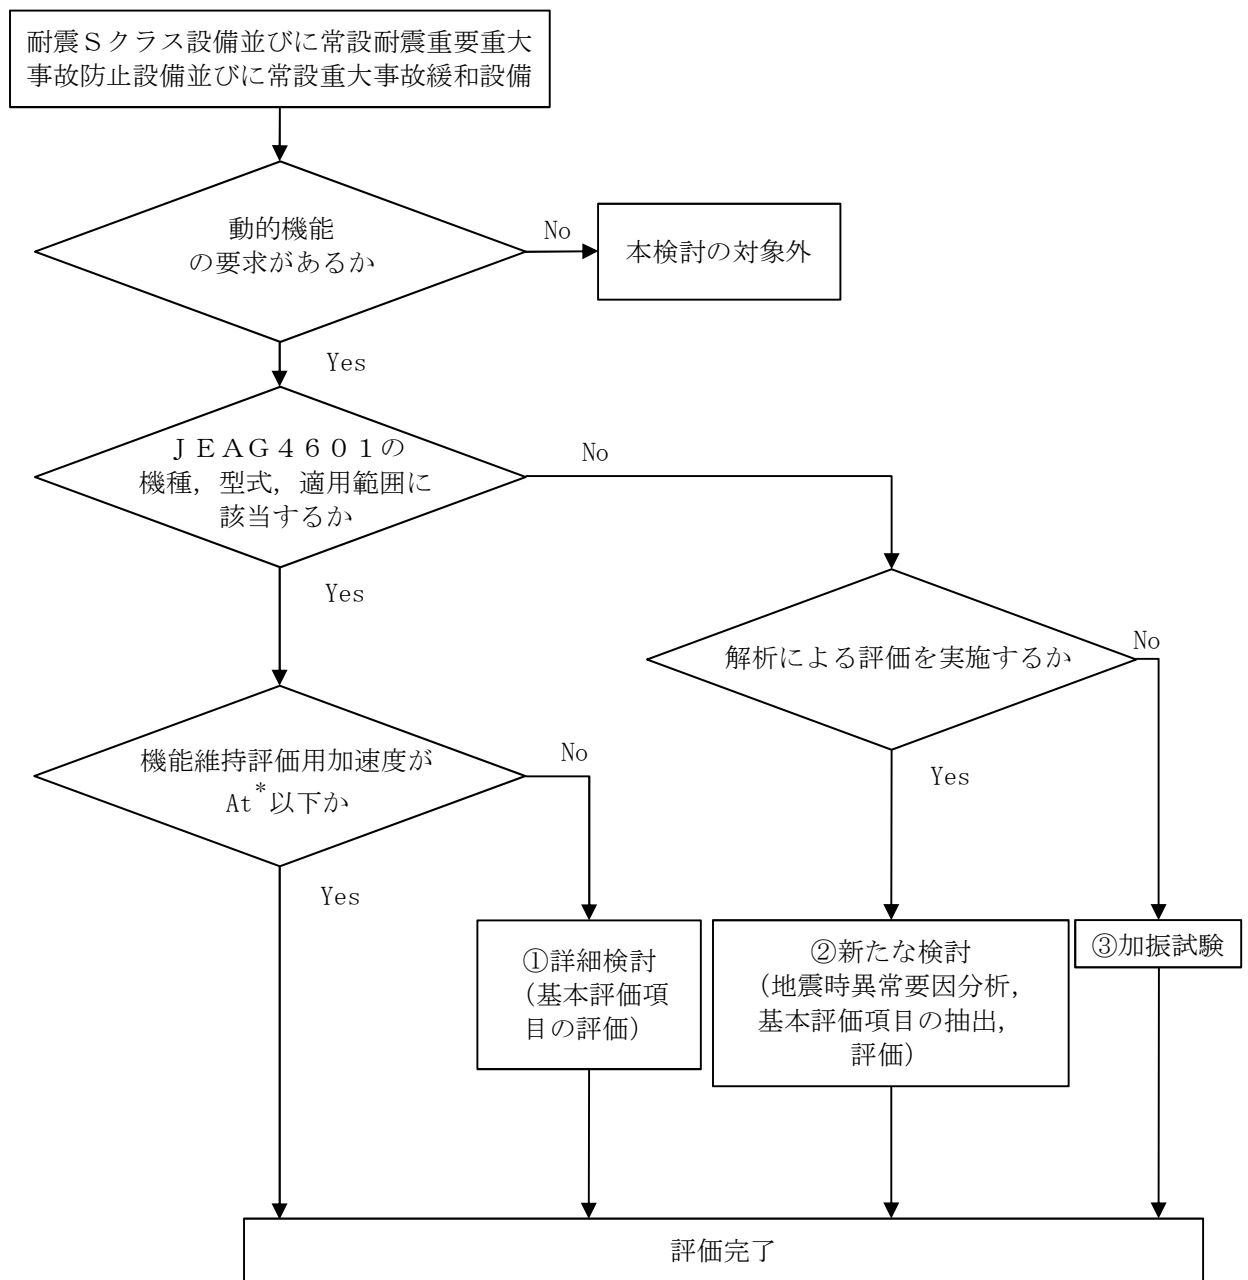 耐震Ｓクラス設備並びに常設耐震重要重大
事故防止設備並びに常設重大事故緩和設備
動的機能
の要求があるか
No
本検討の対象外
Yes
ＪＥＡＧ４６０１の
機種，型式，適用範囲に
該当するか
No
Yes
解析による評価を実施するか
No
Yes
機能維持評価用加速度が
At*以下か
No
Yes
①詳細検討
（基本評価項
目の評価）
②新たな検討
（地震時異常要因分析，
基本評価項目の抽出，
評価）
③加振試験
評価完了